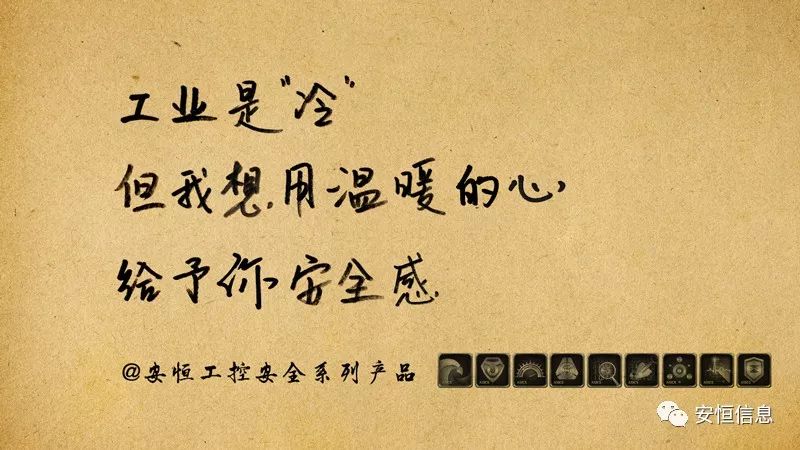 工业是"冷"
但我想用温暖的心
给予你安全感
@安恒工控安全系列产品
安恒信息